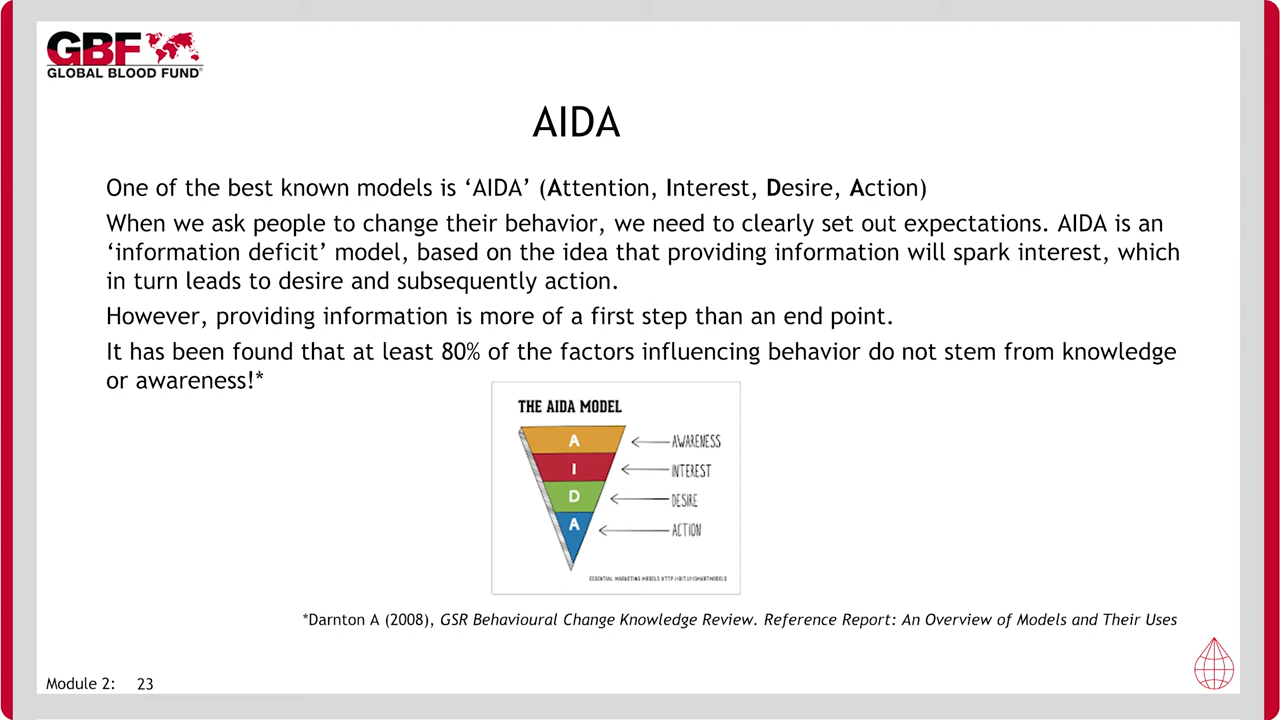 GBF
GLOBAL BLOOD FUND
AIDA
One of the best known models is ‘AIDA’ (Attention, Interest, Desire, Action)
When we ask people to change their behavior, we need to clearly set out expectations. AIDA is an
‘information deficit’ model, based on the idea that providing information will spark interest, which
in turn leads to desire and subsequently action.
However, providing information is more of a first step than an end point.
It has been found that at least 80% of the factors influencing behavior do not stem from knowledge
or awareness!*
THE AIDA MODEL
A AWARENESS
I INTEREST
D DESIRE
A ACTION
ESSENTIAL MARKETING MODELS
*Darnton A (2008), GSR Behavioural Change Knowledge Review. Reference Report: An Overview of Models and Their Uses
Module 2: 23